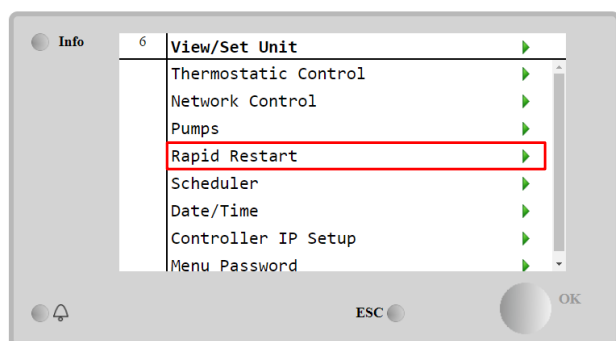 Info
6 View/Set Unit
Thermostatic Control
Network Control
Pumps
Rapid Restart
Scheduler
Date/Time
Controller IP Setup
Menu Password
ESC
OK